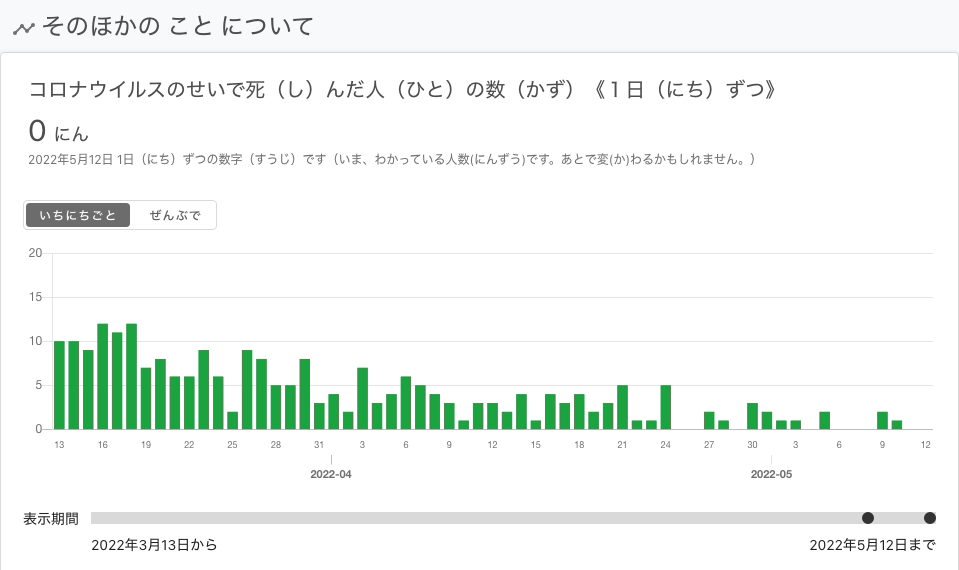 そのほかの こと について
コロナウイルスのせいで死（し）んだ人（ひと）の数（かず）《１日（にち）ずつ》
0 にん
2022年5月12日 1日（にち）ずつの数字（すうじ）です（いま、わかっている人数(にんずう)です。あとで変(か)わるかもしれません。）
いちにちごと ぜんぶで
20
15
10
5
0
13 16 19 22 25 28 31 3 6 9 12 15 18 21 24 27 30 3 6 9 12
2022-04 2022-05
表示期間
2022年3月13日から 2022年5月12日まで